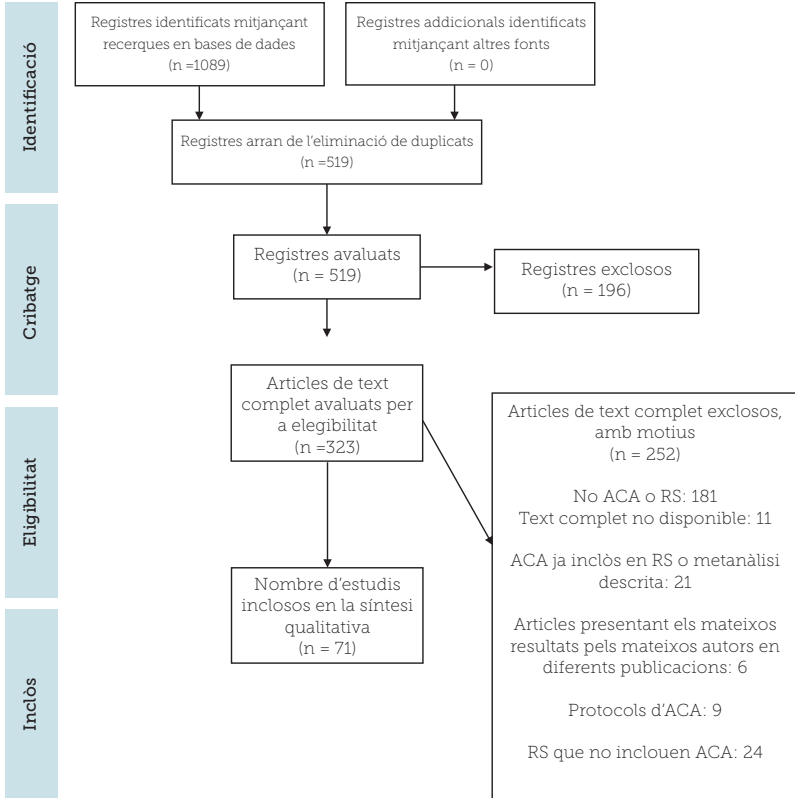 Identificació
Registres identificats mitjançant
recerques en bases de dades
(n =1089)
Registres addicionals identificats
mitjançant altres fonts
(n = 0)
Registres arran de l’eliminació de duplicats
(n =519)
Cribatge
Registres avaluats
(n = 519)
Registres exclosos
(n = 196)
Eligibilitat
Articles de text
complet avaluats per
a elegibilitat
(n =323)
Articles de text complet exclosos,
amb motius
(n = 252)
No ACA o RS: 181
Text complet no disponible: 11
ACA ja inclòs en RS o metanàlisi
descrita: 21
Articles presentant els mateixos
resultats pels mateixos autors en
diferents publicacions: 6
Protocols d’ACA: 9
RS que no inclouen ACA: 24
Inclòs
Nombre d’estudis
inclosos en la síntesi
qualitativa
(n = 71)